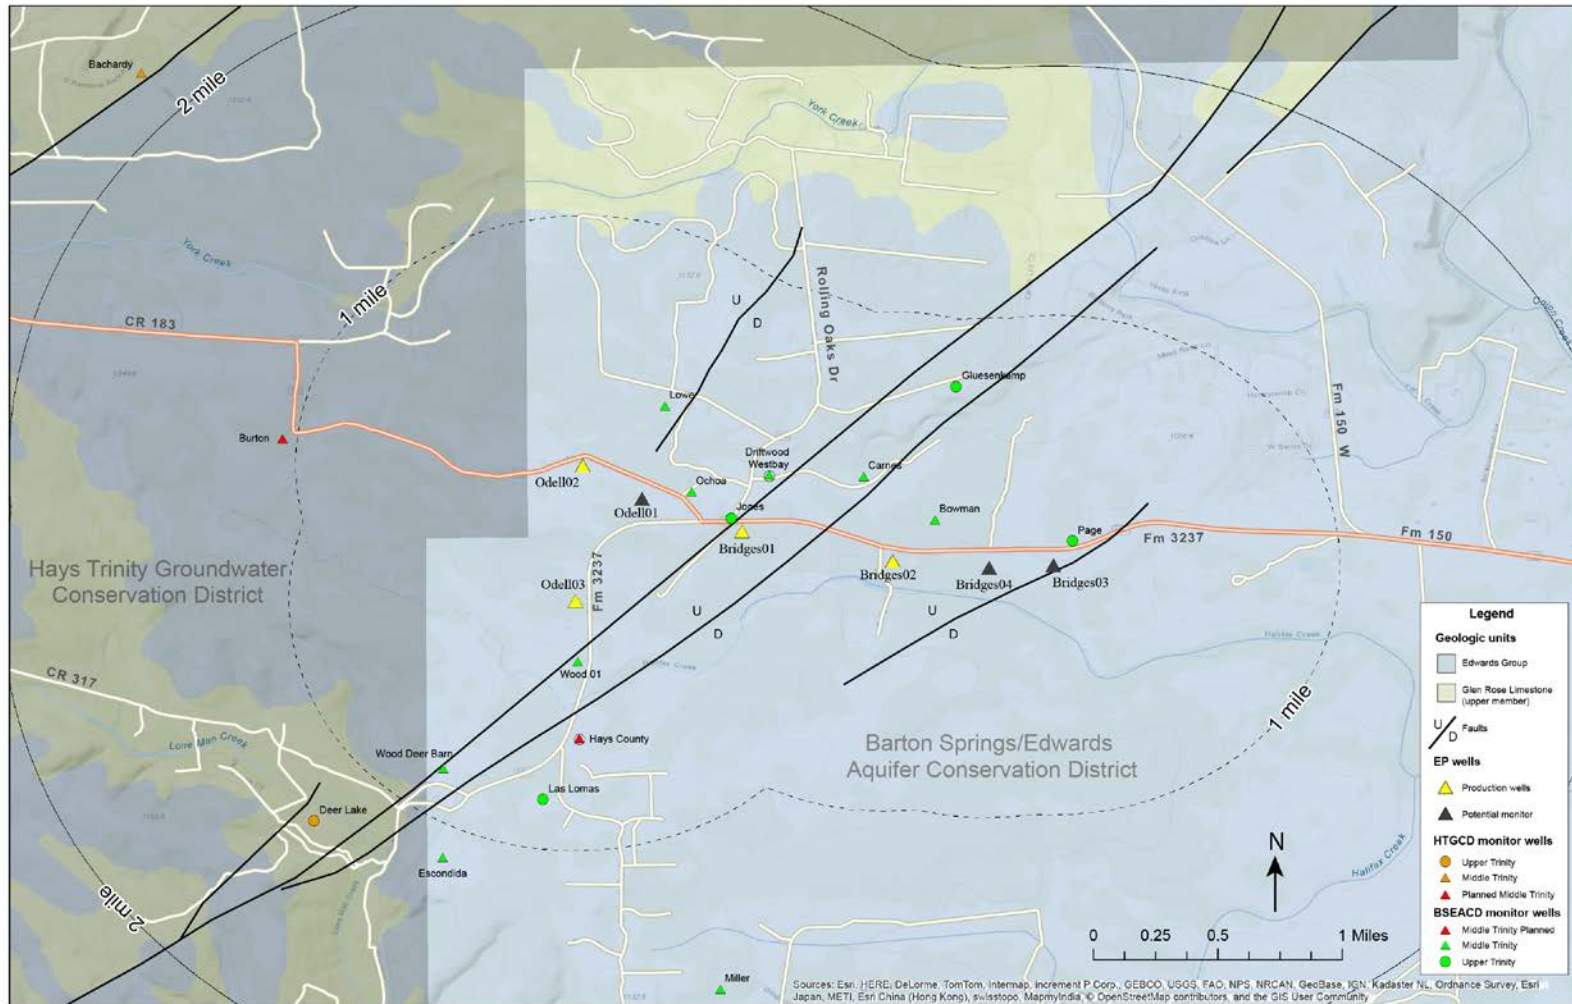 Bachardy
2 mile
York Creek
York Creek
1 mile
CR 183
Rolling Oaks Dr
U
D
Gluesenkamp
Lowe
Fm 150 W
Burton
Driftwood
Westbay
Carnes
Odell02
Ochoa
Odell01
Jones
Bowman
Bridges01
Page
Fm 3237
Fm 150
Bridges02
Bridges04
Bridges03
Hays Trinity Groundwater
Conservation District
Odell03
Fm 3237
U
D
U
D
Halifax Creek
Halifax Creek
Wood 01
CR 317
Lone Man Creek
Hays County
Wood Deer Barn
Barton Springs/Edwards
Aquifer Conservation District
1 mile
Las Lomas
Deer Lake
Escondida
Halifax Creek
2 mile
Miller
N
0 0.25 0.5 1 Miles
Legend
Geologic units
Edwards Group
Glen Rose Limestone
(upper member)
U
D
Faults
EP wells
Production wells
Potential monitor
HTGCD monitor wells
Upper Trinity
Middle Trinity
Planned Middle Trinity
BSEACD monitor wells
Middle Trinity Planned
Middle Trinity
Upper Trinity
Sources: Esri, HERE, DeLorme, TomTom, Intermap, increment P Corp., GEBCO, USGS, FAO, NPS, NRCAN, GeoBase, IGN, Kadaster NL, Ordnance Survey, Esri
Japan, METI, Esri China (Hong Kong), swisstopo, MapmyIndia, © OpenStreetMap contributors, and the GIS User Community